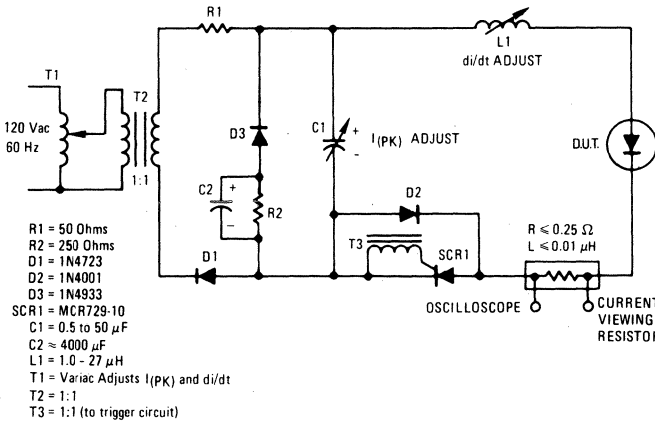 R1
L1
di/dt ADJUST
T1
T2
120 Vac
60 Hz
1:1
D3
C1
+
-
I(PK) ADJUST
D.U.T.
C2
+
-
R2
D2
T3
SCR1
D1
R ≤ 0.25 Ω
L ≤ 0.01 μH
OSCILLOSCOPE
CURRENT
VIEWING
RESISTOR
R1 = 50 Ohms
R2 = 250 Ohms
D1 = 1N4723
D2 = 1N4001
D3 = 1N4933
SCR1 = MCR729-10
C1 = 0.5 to 50 μF
C2 ≈ 4000 μF
L1 = 1.0 - 27 μH
T1 = Variac Adjusts I(PK) and di/dt
T2 = 1:1
T3 = 1:1 (to trigger circuit)